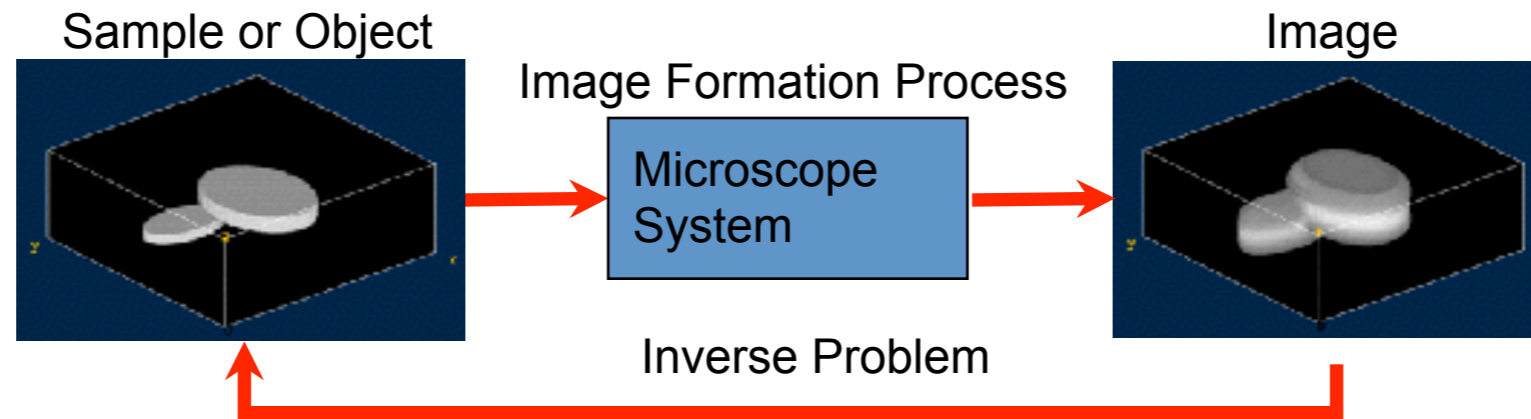 Sample or Object
Image
Image Formation Process
Microscope
System
Inverse Problem